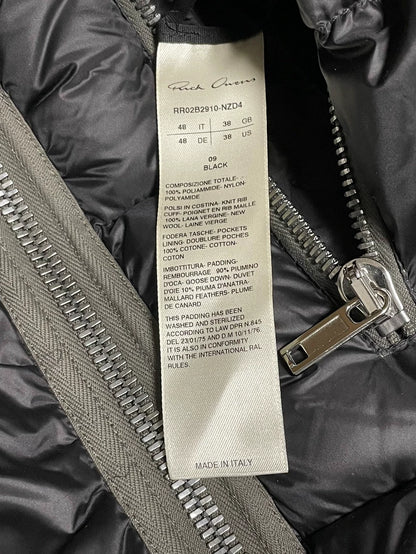 Rick Owens
RR02B2910-NZD4
48 IT 38 GB
48 DE 38 US
09
BLACK
COMPOSIZIONE TOTALE-
100% POLIAMMIDE- NYLON-
POLYAMIDE
POLSI IN COSTINA- KNIT RIB
CUFF- POIGNET EN RIB MAILLE
100% LANA VERGINE- NEW
WOOL- LAINE VIERGE
FODERA TASCHE- POCKETS
LINING- DOUBLURE POCHES
100% COTONE- COTTON-
COTON
IMBOTTITURA- PADDING-
REMBOURRAGE 90% PIUMINO
D'OCA- GOOSE DOWN- DUVET
D'OIE 10% PIUMA D'ANATRA-
MALLARD FEATHERS- PLUME
DE CANARD
THIS PADDING HAS BEEN
WASHED AND STERILIZED
ACCORDING TO LAW DPR N.845
DEL 23/01/75 AND D.M 10/11/76.
IT IS ALSO IN CONFORMITY
WITH THE INTERNATIONAL RAL
RULES.
MADE IN ITALY